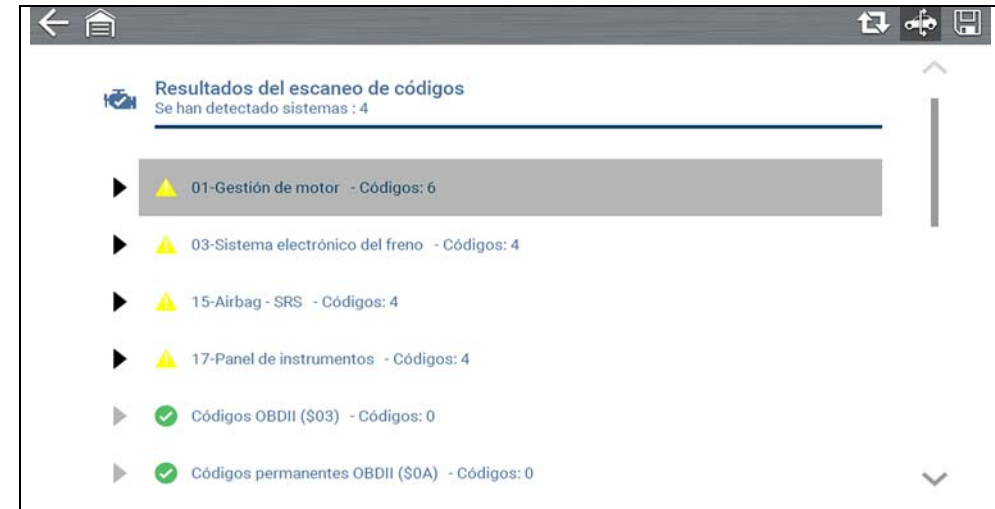 Resultados del escaneo de códigos
Se han detectado sistemas : 4
01-Gestión de motor - Códigos: 6
03-Sistema electrónico del freno - Códigos: 4
15-Airbag - SRS - Códigos: 4
17-Panel de instrumentos - Códigos: 4
Códigos OBDII ($03) - Códigos: 0
Códigos permanentes OBDII ($0A) - Códigos: 0